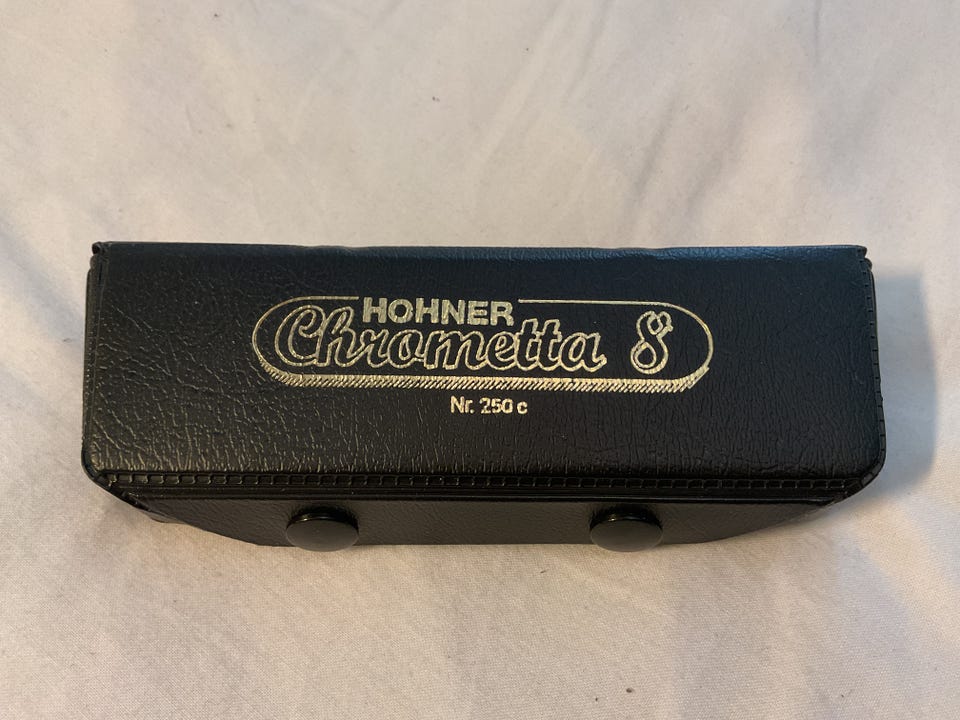 HOHNER
Chrometta 8
Nr. 250 c